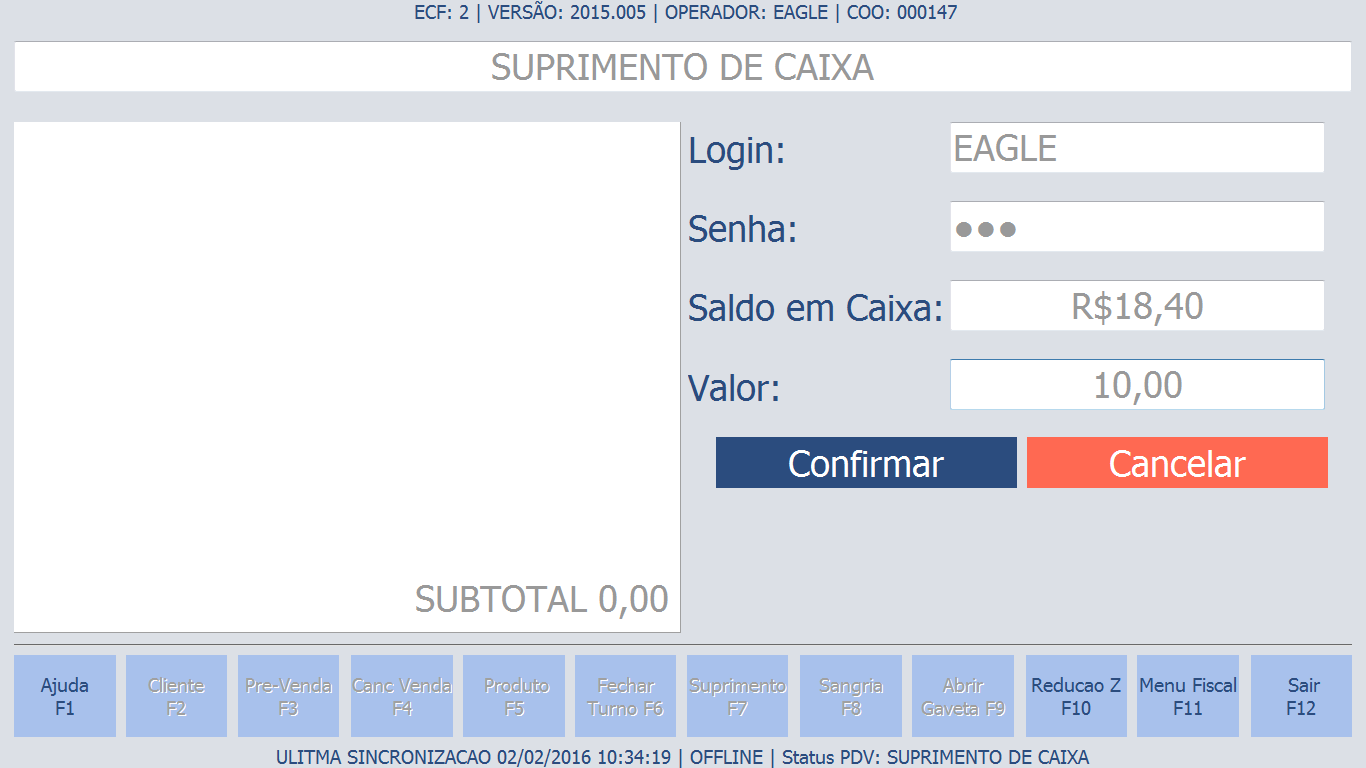 ECF: 2 | VERSÃO: 2015.005 | OPERADOR: EAGLE | COO: 000147
SUPRIMENTO DE CAIXA
Login: EAGLE
Senha: ●●●
Saldo em Caixa: R$18,40
Valor: 10,00
Confirmar Cancelar
SUBTOTAL 0,00
Ajuda Cliente Pre-Venda Canc Venda Produto Fechar Suprimento Sangria Abrir Reducao Z Menu Fiscal Sair
F1 F2 F3 F4 F5 Turno F6 F7 F8 Gaveta F9 F10 F11 F12
ULITMA SINCRONIZACAO 02/02/2016 10:34:19 | OFFLINE | Status PDV: SUPRIMENTO DE CAIXA